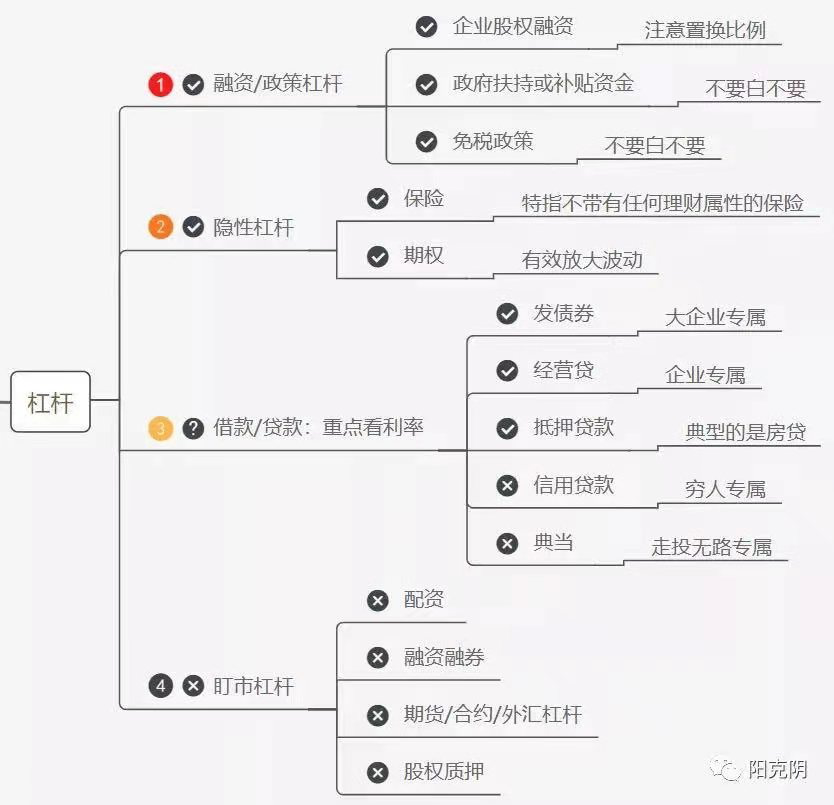 企业股权融资 注意置换比例
1 融资/政策杠杆
政府扶持或补贴资金 不要白不要
免税政策 不要白不要
保险 特指不带有任何理财属性的保险
2 隐性杠杆
期权 有效放大波动
发债券 大企业专属
经营贷 企业专属
杠杆
3 ? 借款/贷款：重点看利率
抵押贷款 典型的是房贷
信用贷款 穷人专属
典当 走投无路专属
配资
融资融券
4 盯市杠杆
期货/合约/外汇杠杆
股权质押
阳克阴